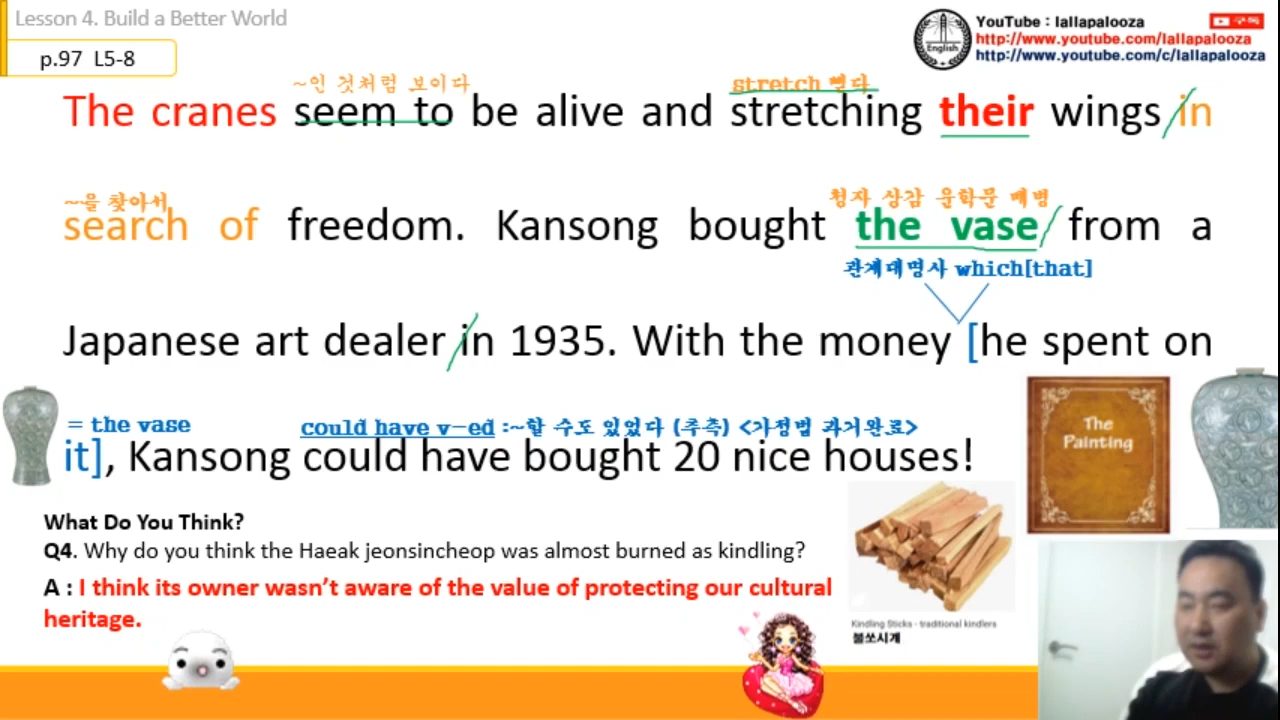 Lesson 4. Build a Better World
p.97 L5-8
English
YouTube : lallapalooza
구독
http://www.youtube.com/lallapalooza
http://www.youtube.com/c/lallapalooza
~인 것처럼 보이다
stretch 뻗다
The cranes seem to be alive and stretching their wings in
~을 찾아서
청자 상감 운학문 매병
search of freedom. Kansong bought the vase from a
관계대명사 which[that]
Japanese art dealer in 1935. With the money [he spent on
= the vase
could have v-ed :~할 수도 있었다 (추측) <가정법 과거완료>
it], Kansong could have bought 20 nice houses!
The
Painting
What Do You Think?
Q4. Why do you think the Haeak jeonsincheop was almost burned as kindling?
A : I think its owner wasn't aware of the value of protecting our cultural
heritage.
Kindling Sticks - traditional kindlers
불쏘시개